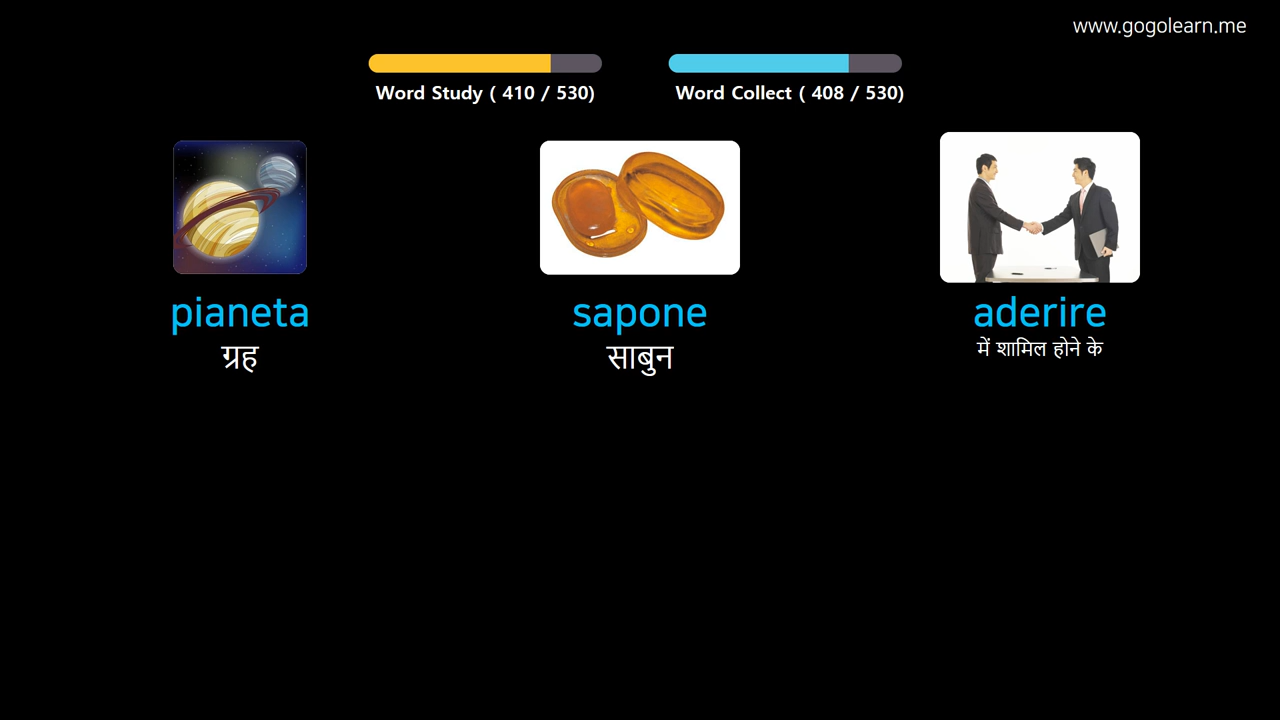 www.gogolearn.me
Word Study ( 410 / 530)
Word Collect ( 408 / 530)
pianeta
ग्रह
sapone
साबुन
aderire
में शामिल होने के